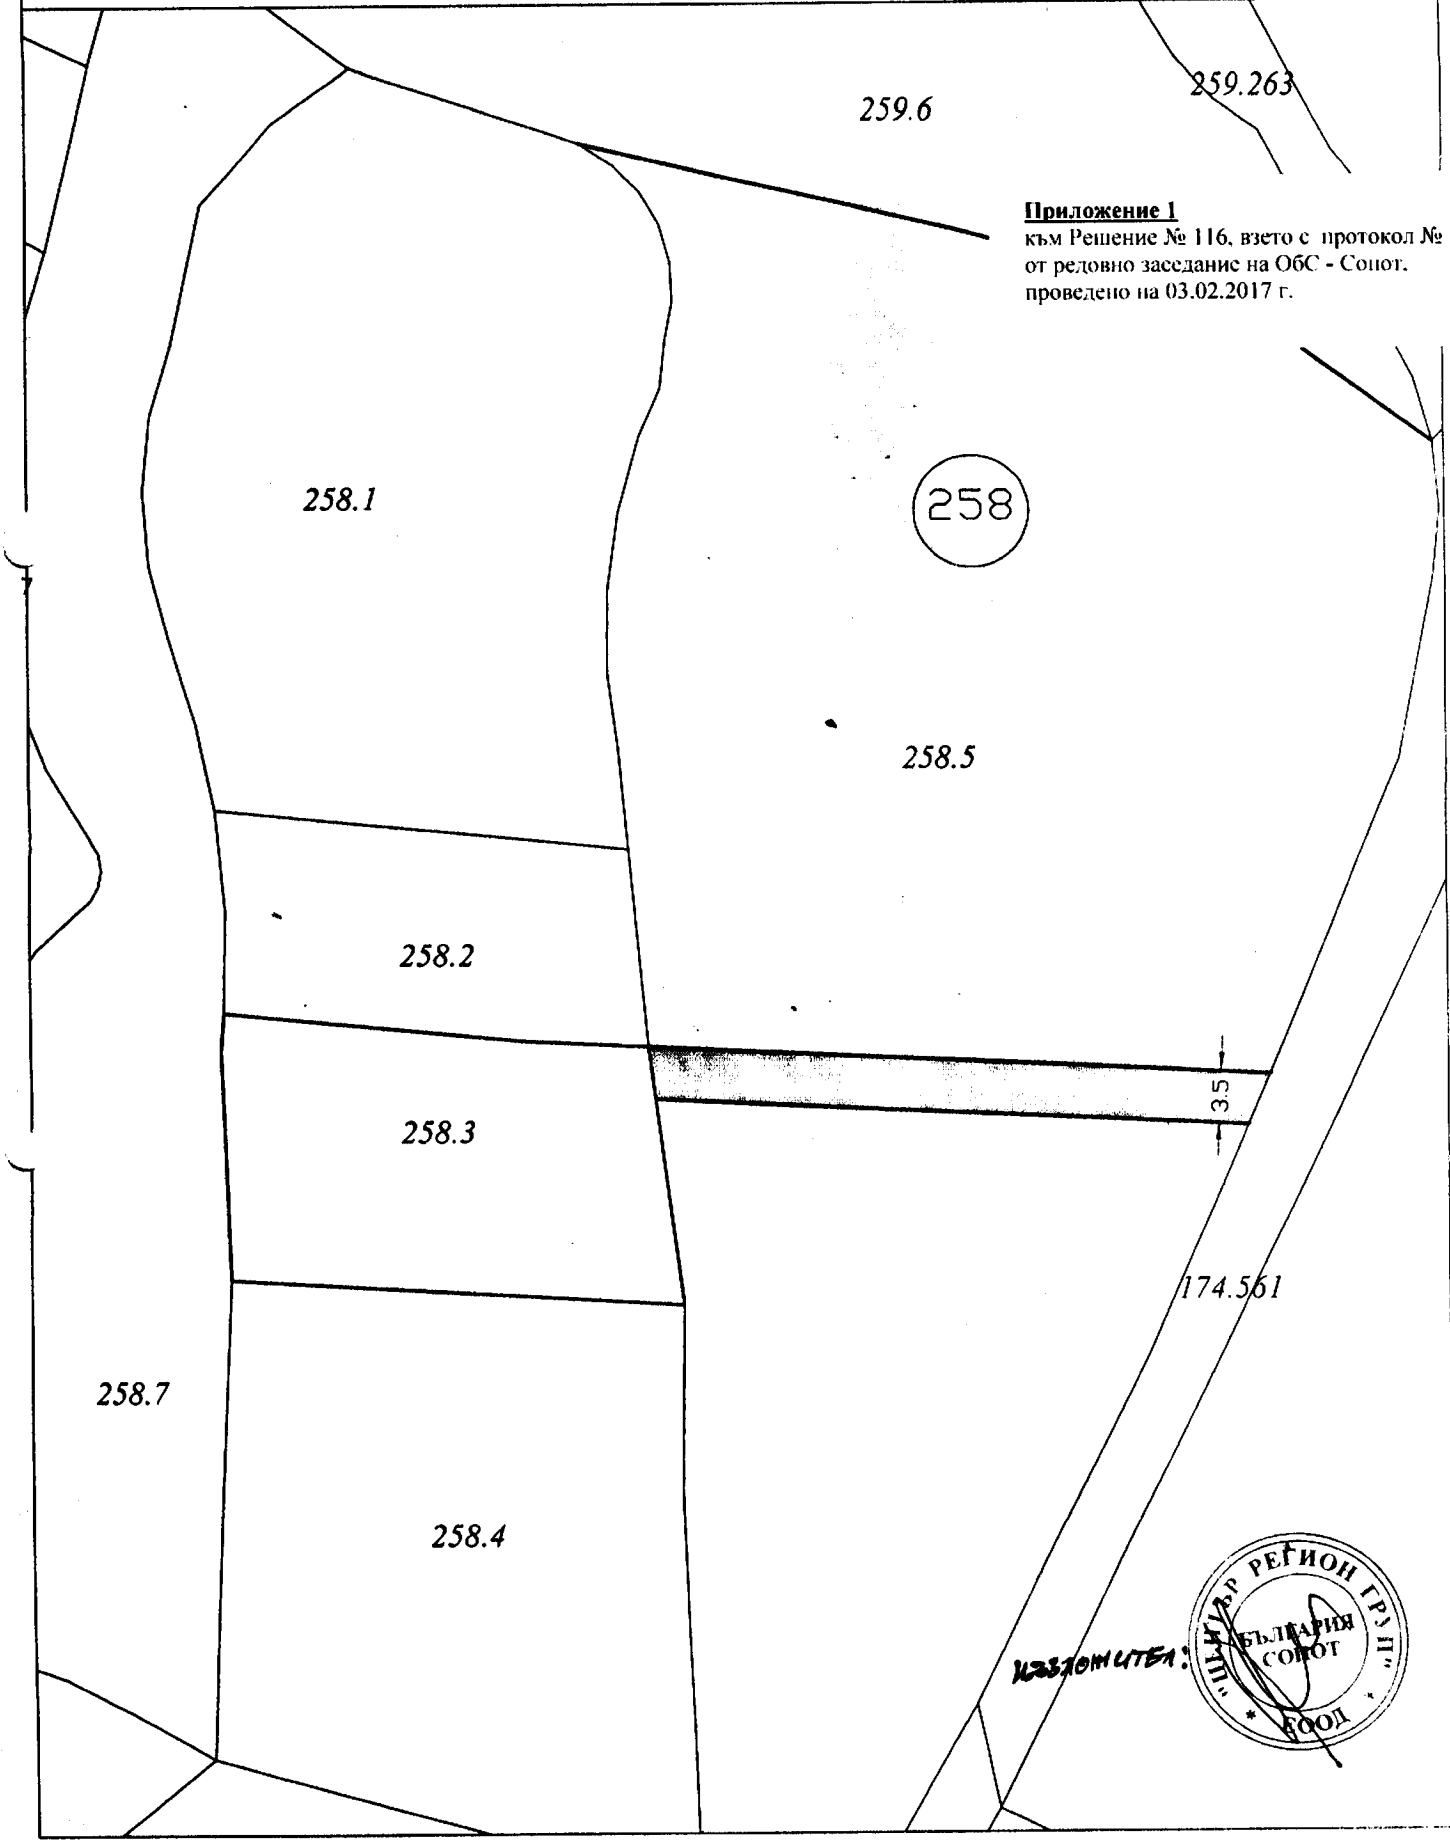 259.6
259.263
Приложение 1
към Решение № 116, взето с протокол №
от редовно заседание на ОбС - Сопот,
проведено на 03.02.2017 г.
258.1
258
7
258.5
258.2
3.5
258.3
174.561
258.7
258.4
"ЦЕНТЪР РЕГИОН ГРУП"
БЪЛГАРИЯ
СОПОТ
* ЕООД *